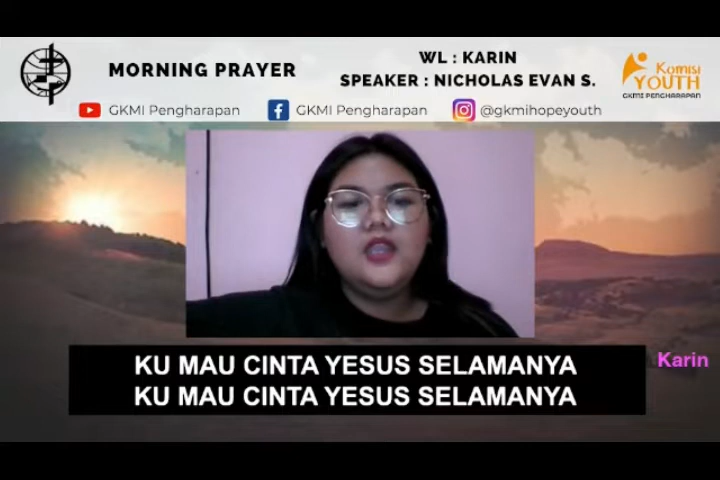 MORNING PRAYER
WL : KARIN
SPEAKER : NICHOLAS EVAN S.
Komisi
YOUTH
GKMI PENGHARAPAN
GKMI Pengharapan
GKMI Pengharapan
@gkmihopeyouth
KU MAU CINTA YESUS SELAMANYA
KU MAU CINTA YESUS SELAMANYA
Karin